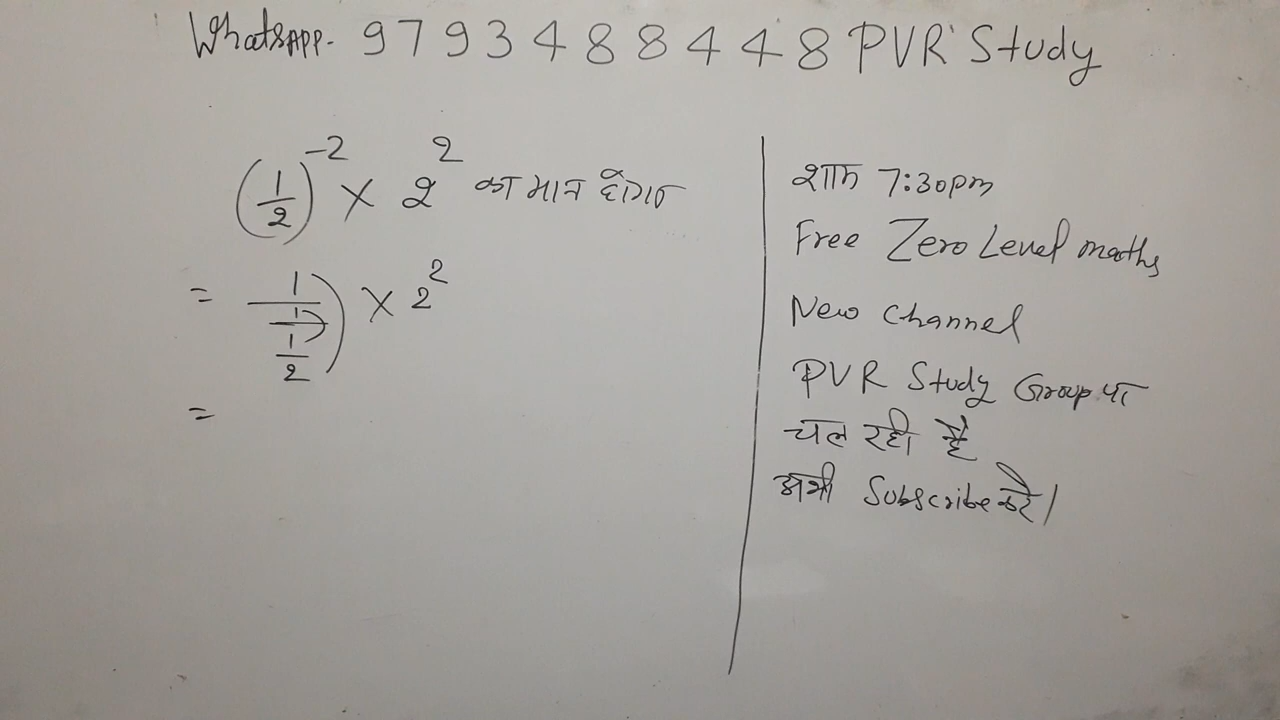 WhatsAPP- 9793488448 PVR Study
(1/2)^-2 × 2^2 का मान होगा
= 1/(1/(1/2)) × 2^2
=
शाम 7:30pm
Free Zero Level maths
New channel
PVR Study Group पर
चल रही है
अभी Subscribe करे।